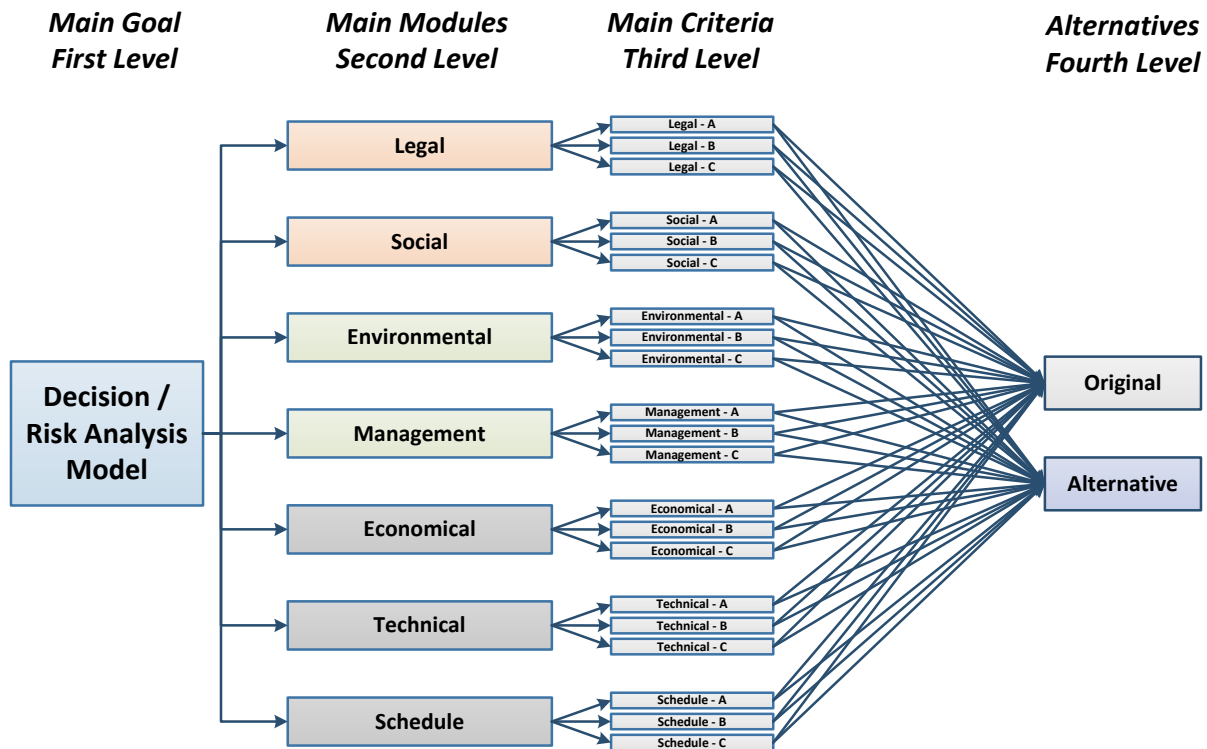 Main Goal
First Level
Main Modules
Second Level
Main Criteria
Third Level
Alternatives
Fourth Level
Decision /
Risk Analysis
Model
Legal
Social
Environmental
Management
Economical
Technical
Schedule
Legal - A
Legal - B
Legal - C
Social - A
Social - B
Social - C
Environmental - A
Environmental - B
Environmental - C
Management - A
Management - B
Management - C
Economical - A
Economical - B
Economical - C
Technical - A
Technical - B
Technical - C
Schedule - A
Schedule - B
Schedule - C
Original
Alternative